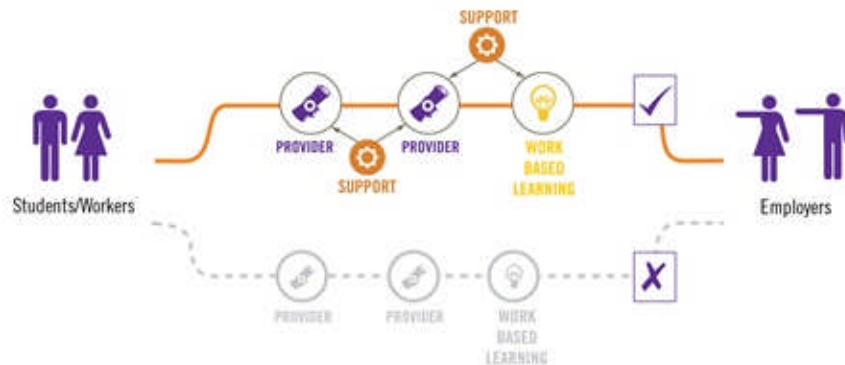 SUPPORT
PROVIDER
PROVIDER
WORK
BASED
LEARNING
SUPPORT
Students/Workers
Employers
PROVIDER
PROVIDER
WORK
BASED
LEARNING